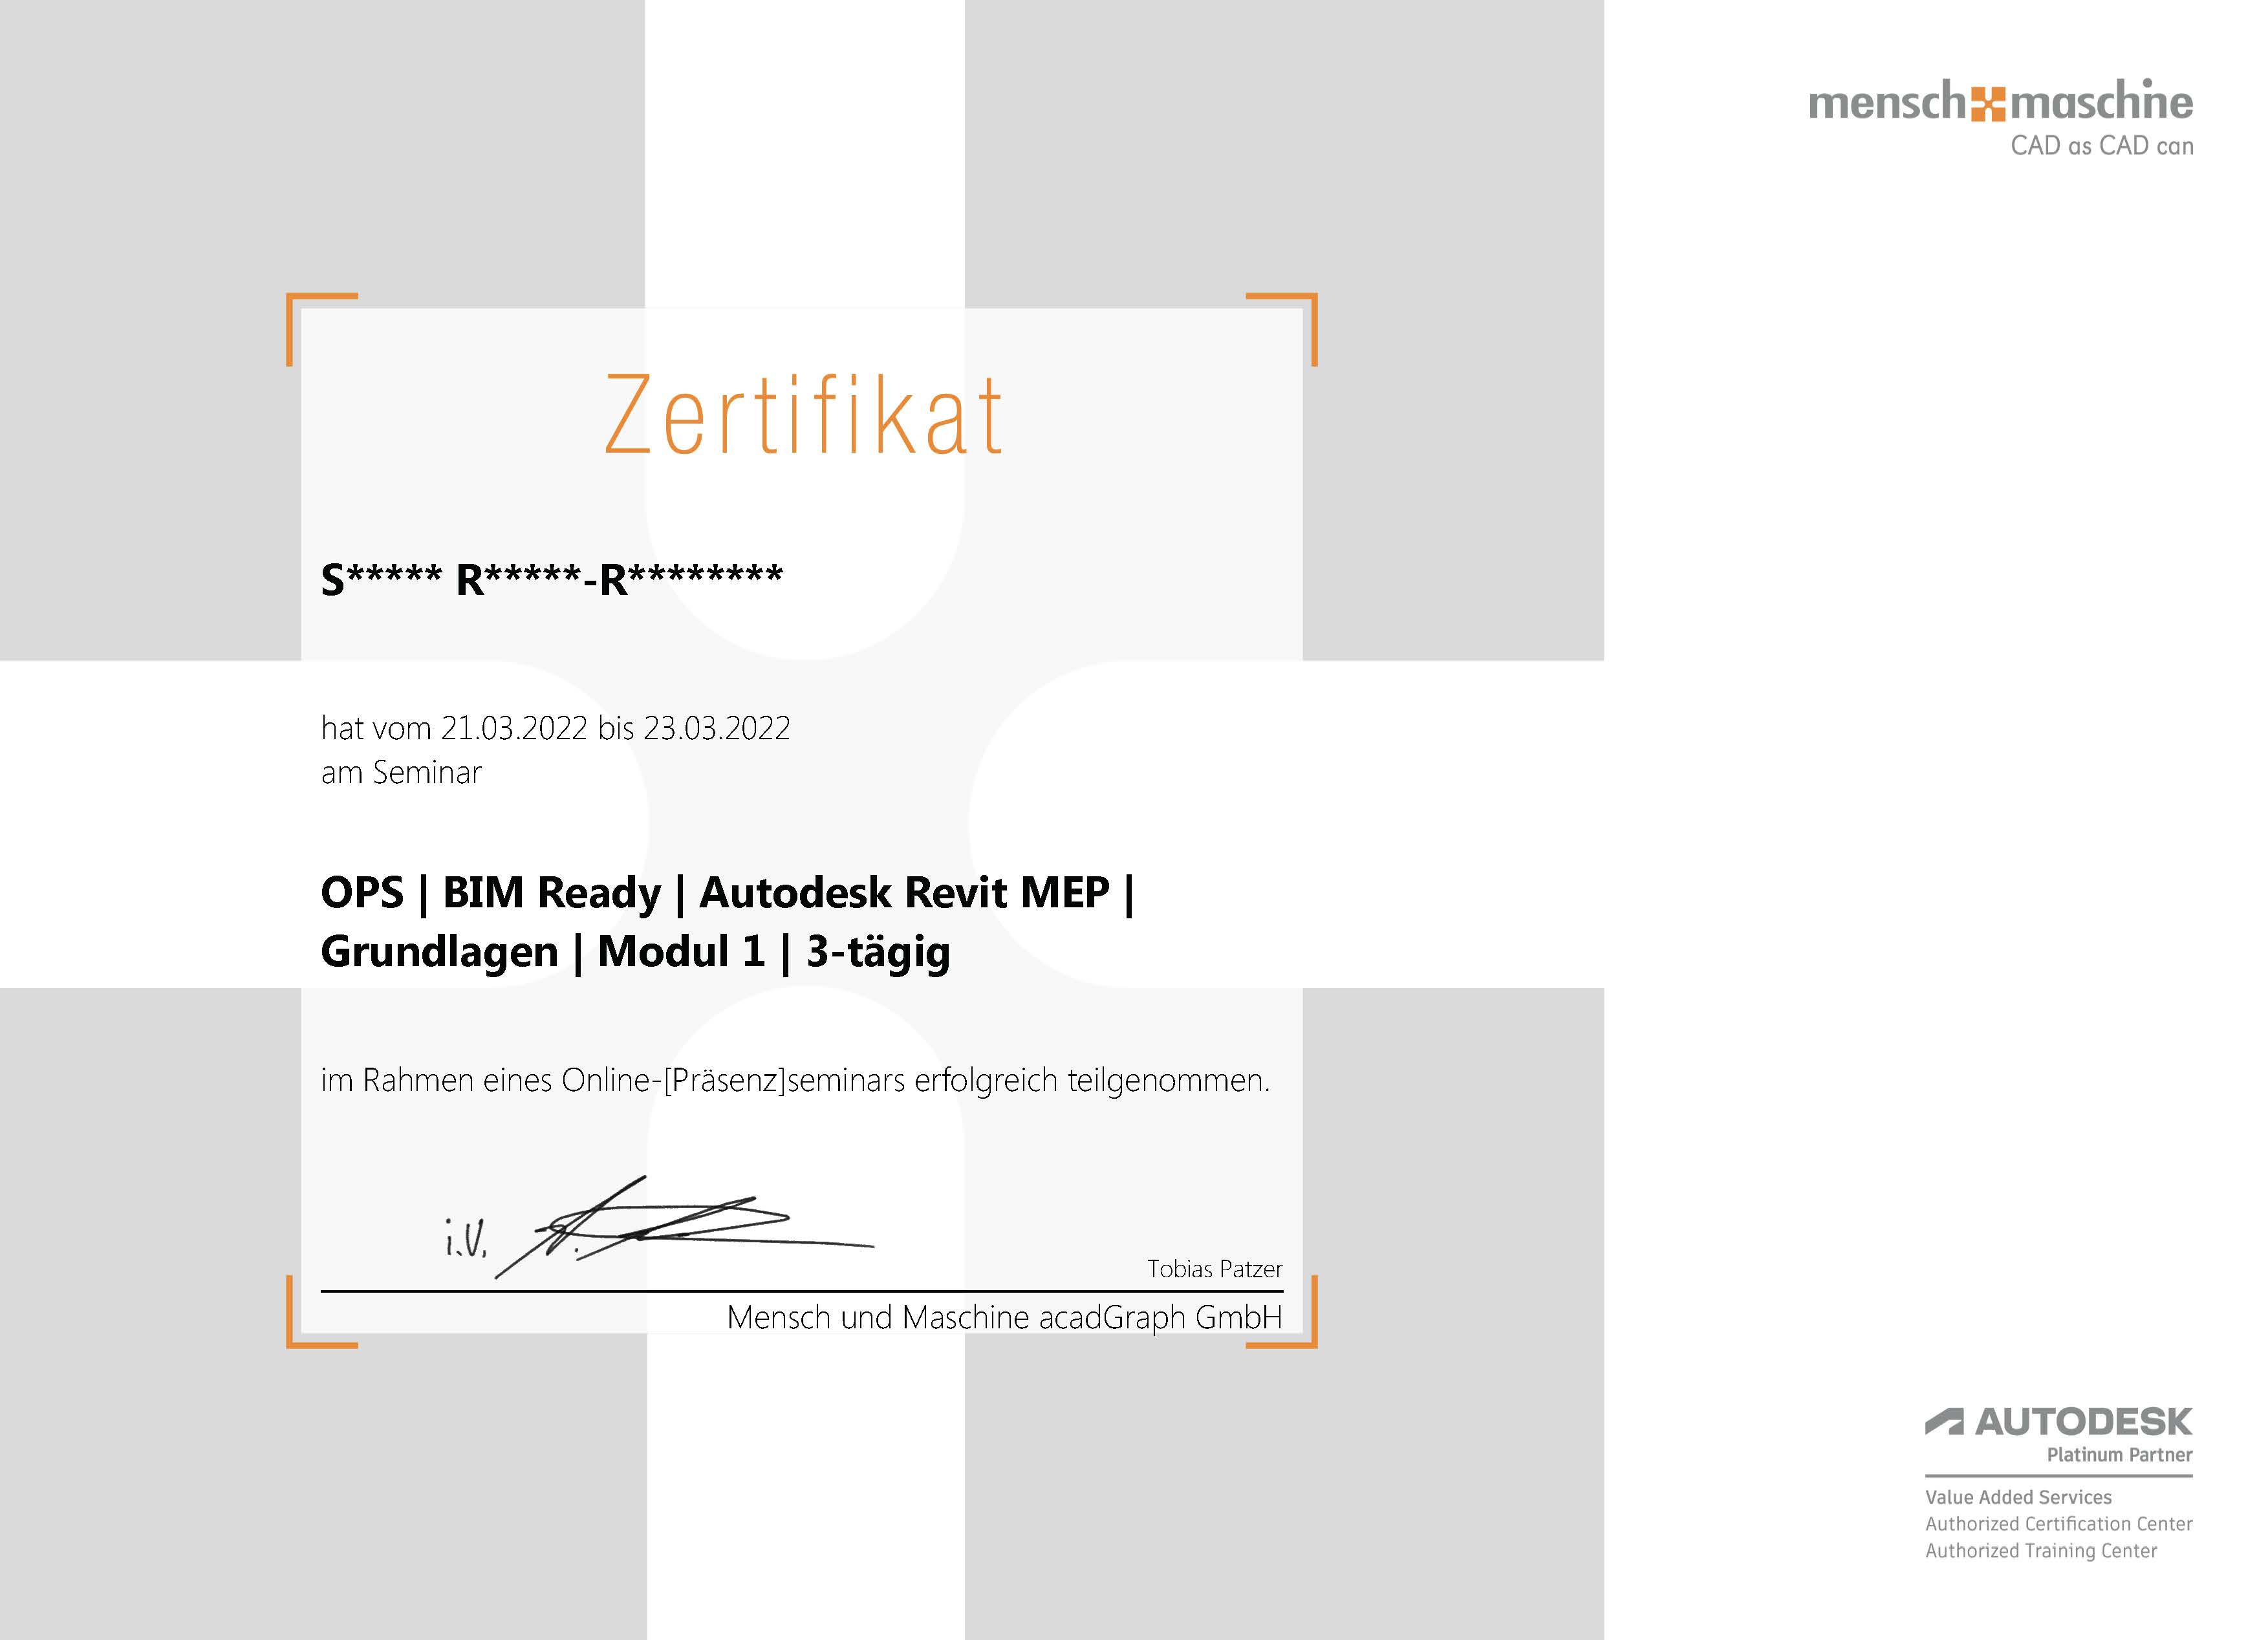 mensch maschine
CAD as CAD can
Zertifikat
S***** R*****-R********
hat vom 21.03.2022 bis 23.03.2022
am Seminar
OPS | BIM Ready | Autodesk Revit MEP |
Grundlagen | Modul 1 | 3-tägig
im Rahmen eines Online-[Präsenz]seminars erfolgreich teilgenommen.
i.V.
Tobias Patzer
Mensch und Maschine acadGraph GmbH
AUTODESK
Platinum Partner
Value Added Services
Authorized Certification Center
Authorized Training Center